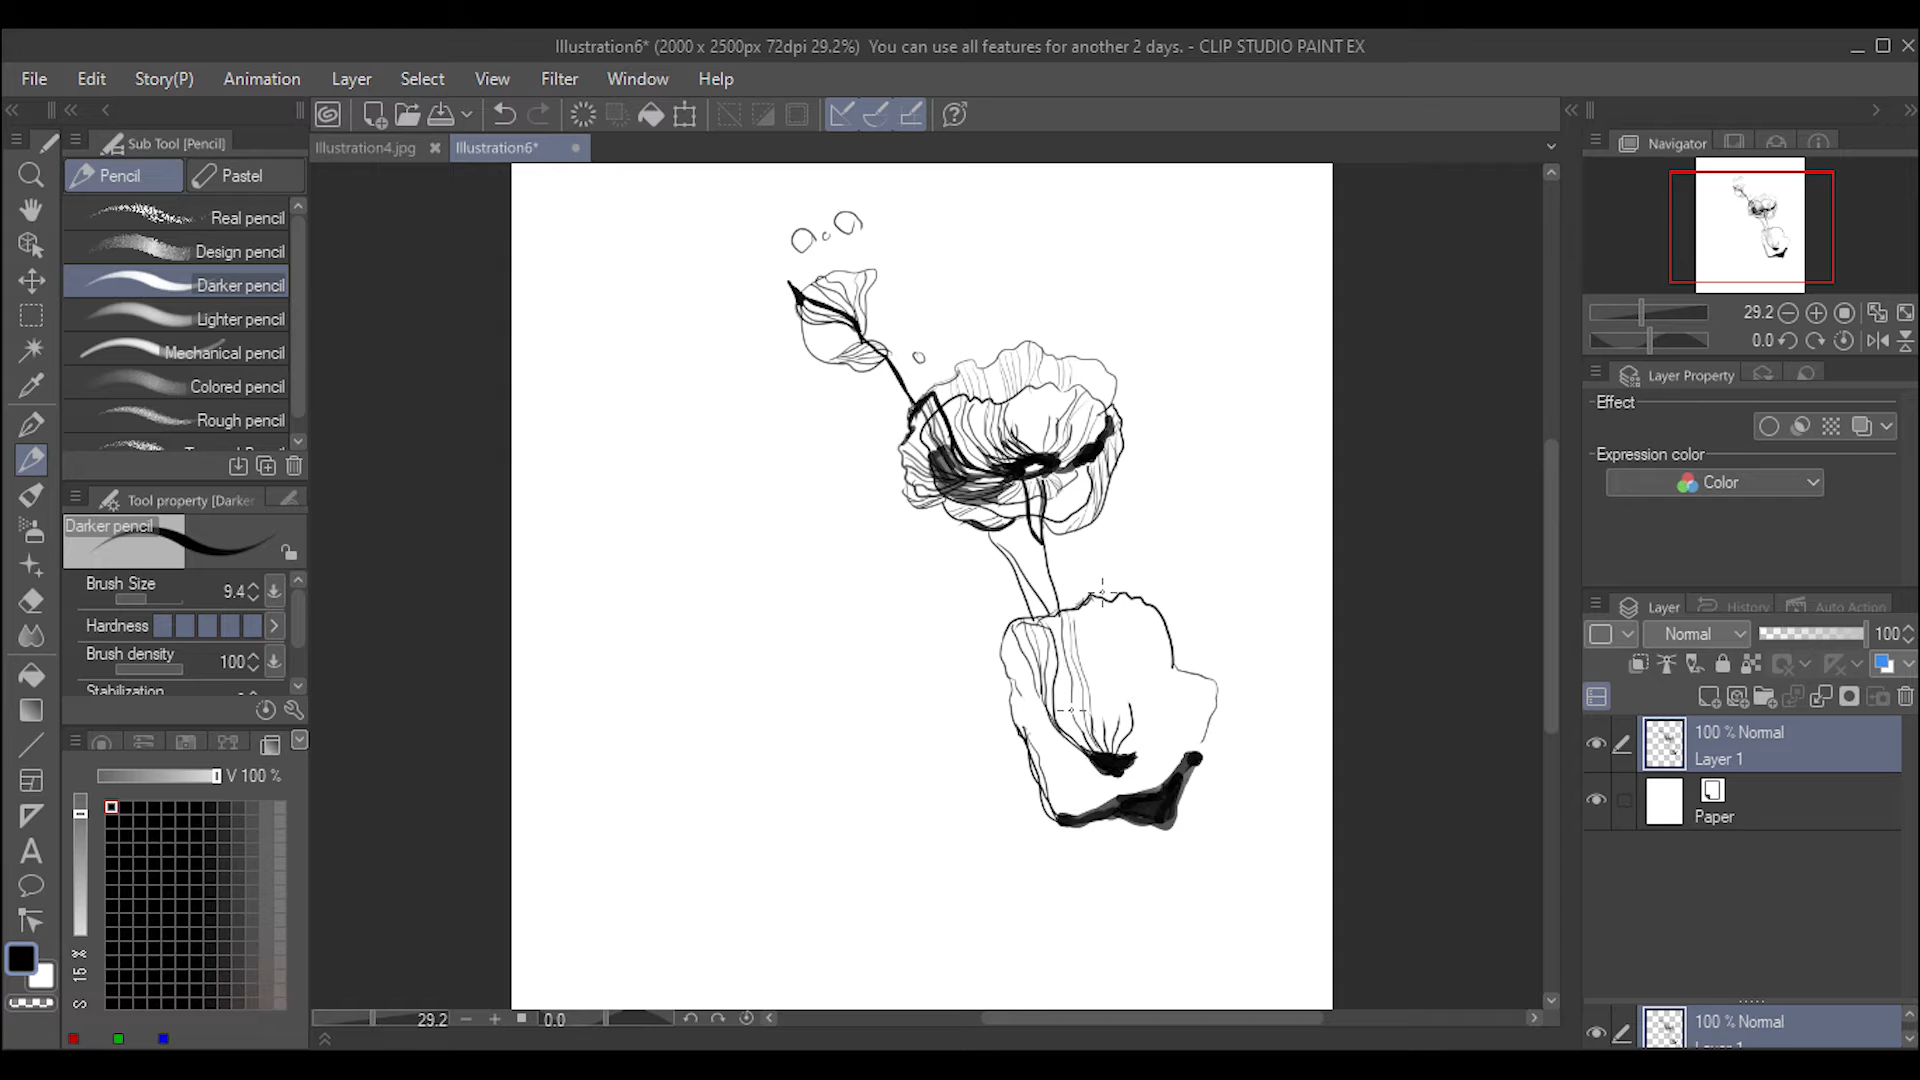 Illustration6* (2000 x 2500px 72dpi 29.2%)  You can use all features for another 2 days. - CLIP STUDIO PAINT EX
File Edit Story(P) Animation Layer Select View Filter Window Help
Sub Tool [Pencil]
Illustration4.jpg
Illustration6*
Navigator
Pencil
Pastel
Real pencil
Design pencil
Darker pencil
Lighter pencil
Mechanical pencil
Colored pencil
Rough pencil
29.2
0.0
Layer Property
Effect
Expression color
Color
Tool property [Darker
Darker pencil
Brush Size 9.4
Hardness
Brush density 100
Stabilization
Layer
History
Auto Action
Normal 100
100 % Normal
Layer 1
Paper
V 100 %
15
29.2
0.0
100 % Normal
Layer 1